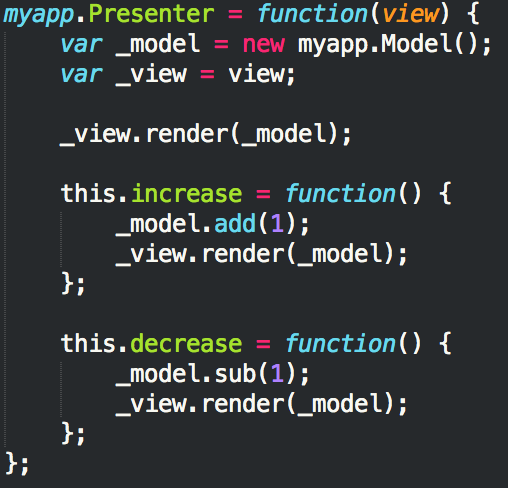 myapp.Presenter = function(view) {
    var _model = new myapp.Model();
    var _view = view;

    _view.render(_model);

    this.increase = function() {
        _model.add(1);
        _view.render(_model);
    };

    this.decrease = function() {
        _model.sub(1);
        _view.render(_model);
    };
};